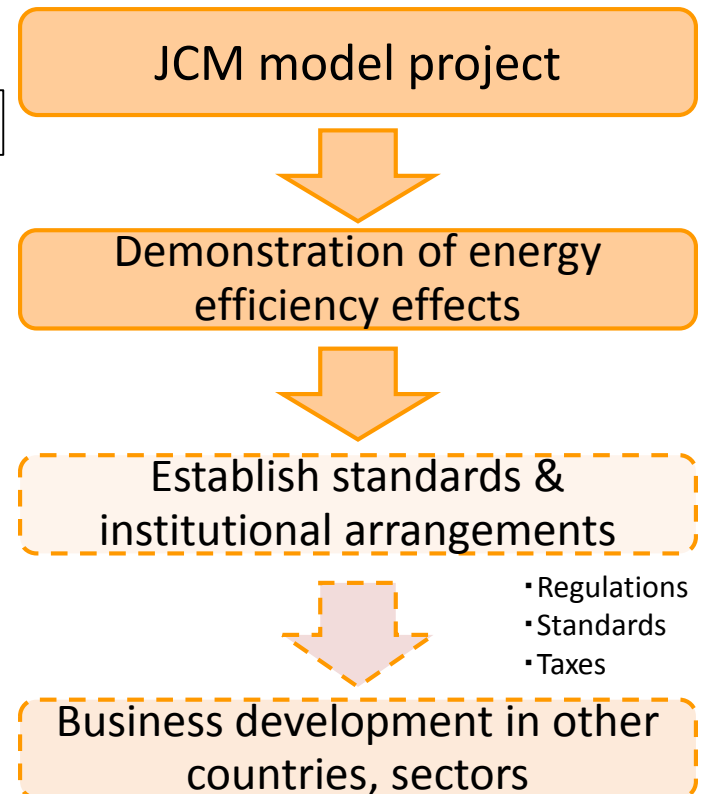 JCM model project
Demonstration of energy
efficiency effects
Establish standards &
institutional arrangements
・Regulations
・Standards
・Taxes
Business development in other
countries, sectors